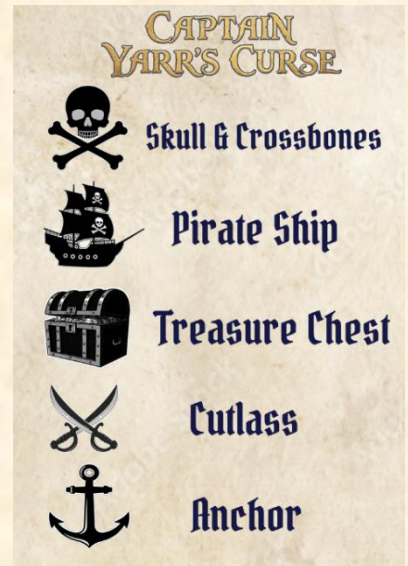 CAPTAIN
YARR'S CURSE
Skull & Crossbones
Pirate Ship
Treasure Chest
Cutlass
Anchor